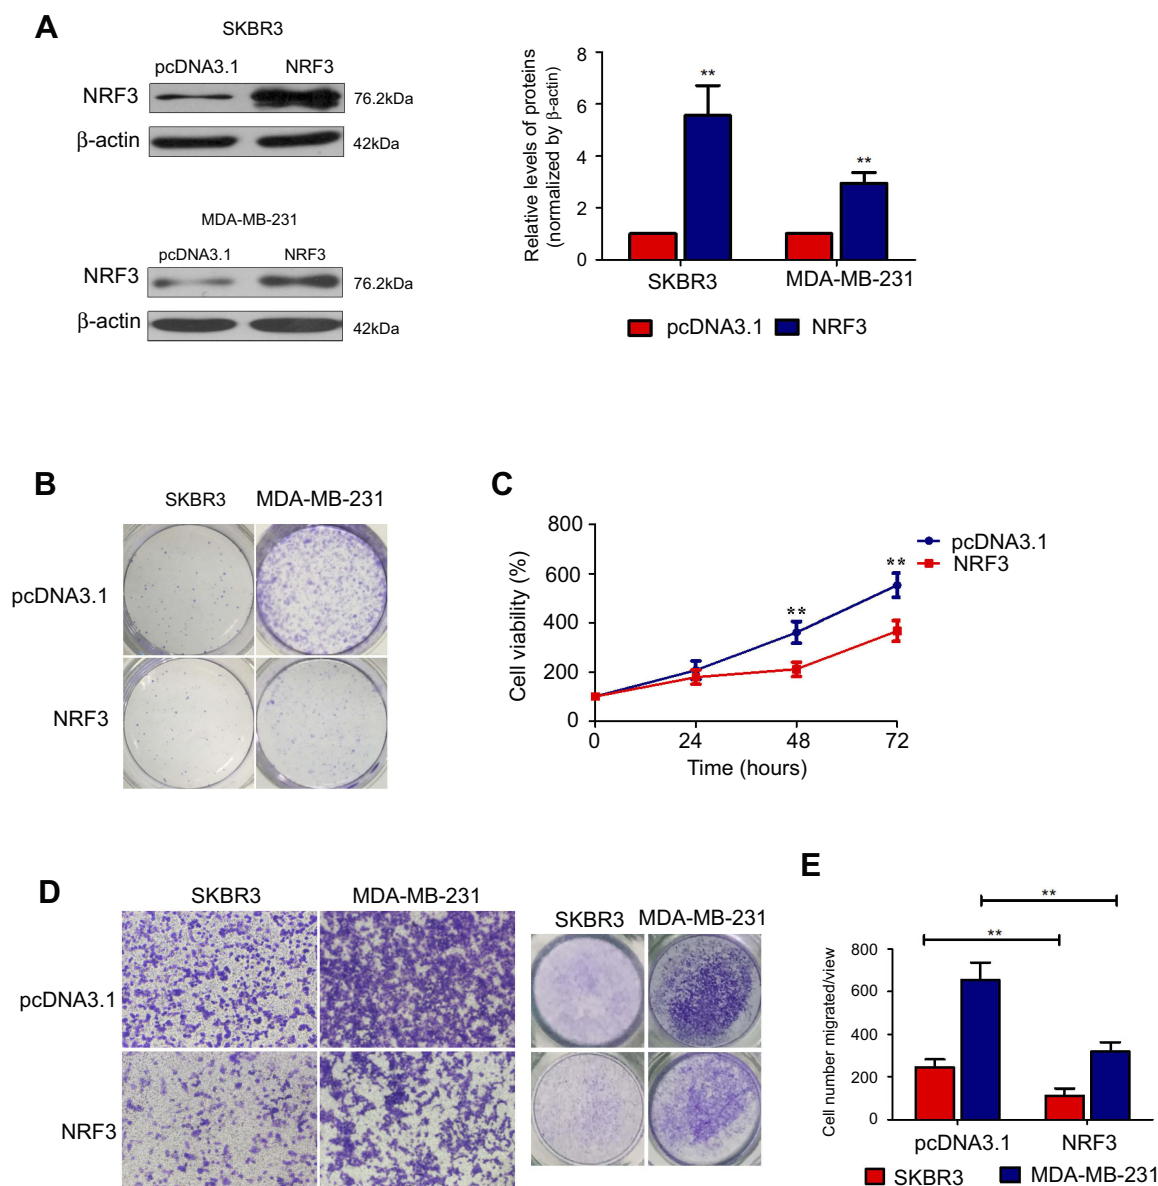 A
SKBR3
pcDNA3.1 NRF3
NRF3 76.2kDa
β-actin 42kDa
MDA-MB-231
pcDNA3.1 NRF3
NRF3 76.2kDa
β-actin 42kDa
Relative levels of proteins
(normalized by β-actin)
8
6
4
2
0
**
**
SKBR3 MDA-MB-231
pcDNA3.1 NRF3
B
SKBR3 MDA-MB-231
pcDNA3.1
NRF3
C
Cell viability (%)
800
600
400
200
0
**
**
0 24 48 72
Time (hours)
pcDNA3.1
NRF3
D
SKBR3 MDA-MB-231
SKBR3 MDA-MB-231
pcDNA3.1
NRF3
E
**
**
Cell number migrated/view
800
600
400
200
0
pcDNA3.1 NRF3
SKBR3 MDA-MB-231